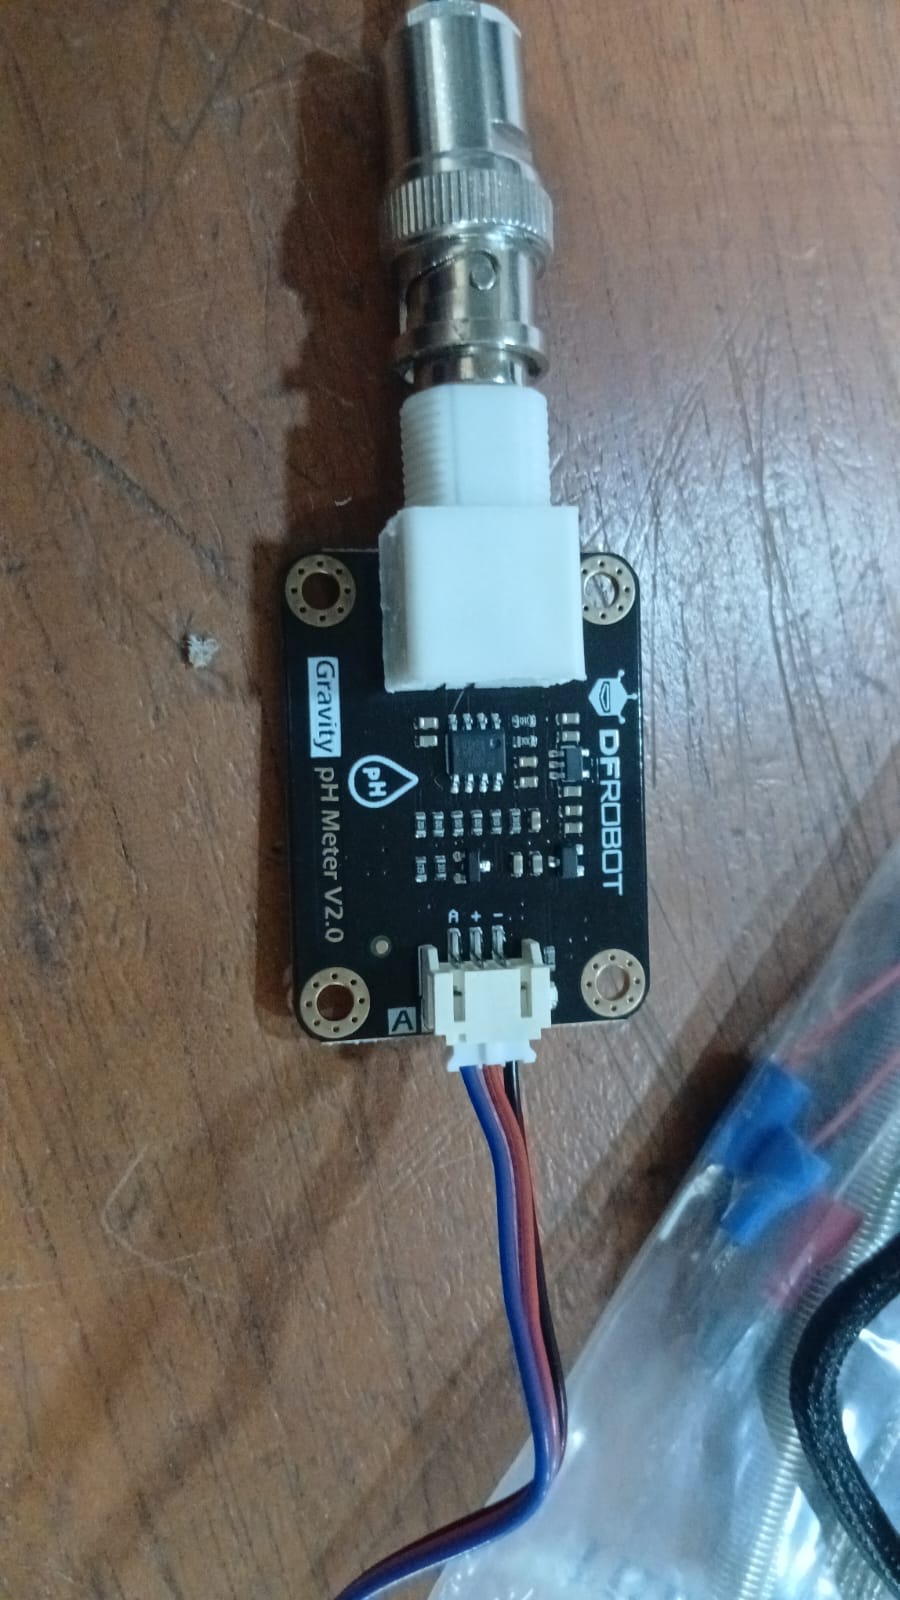 Gravity
pH Meter V2.0
pH
DFROBOT
A + -
A